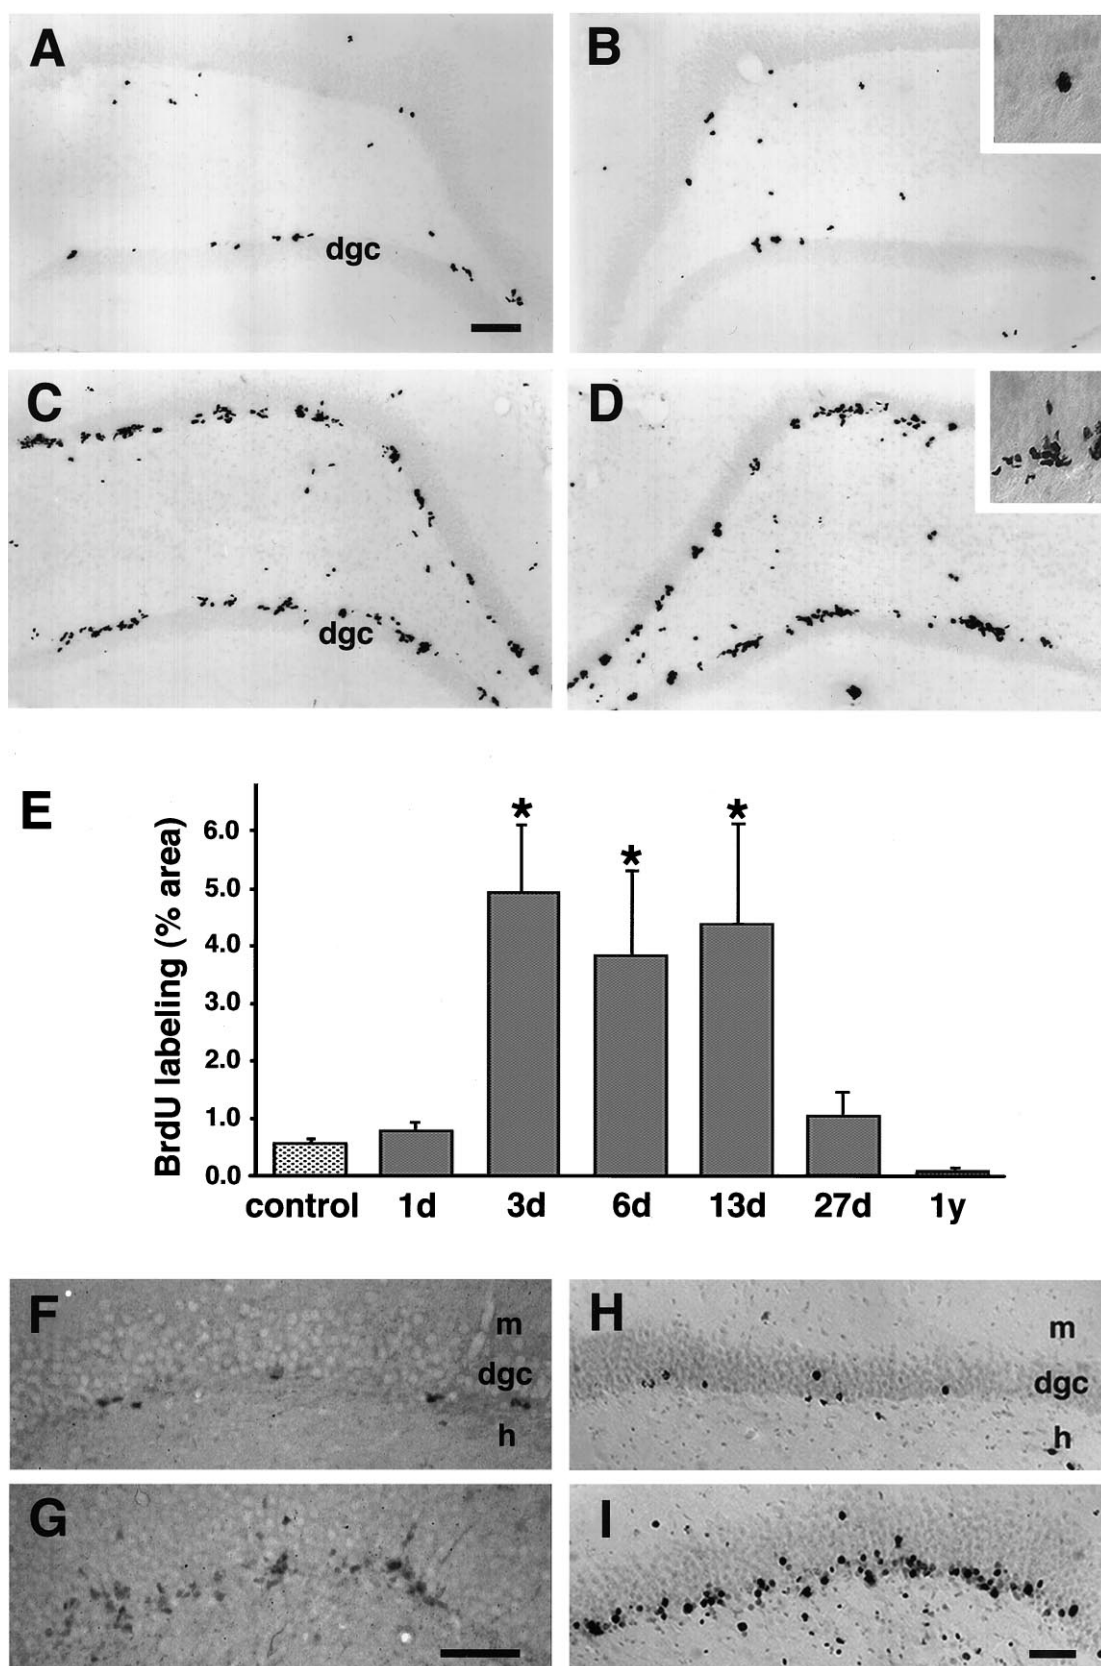 A
B
dgc
C
D
dgc
E
BrdU labeling (% area)
6.0
5.0
4.0
3.0
2.0
1.0
0.0
*
*
*
control 1d 3d 6d 13d 27d 1y
F
m
dgc
h
H
m
dgc
h
G
I